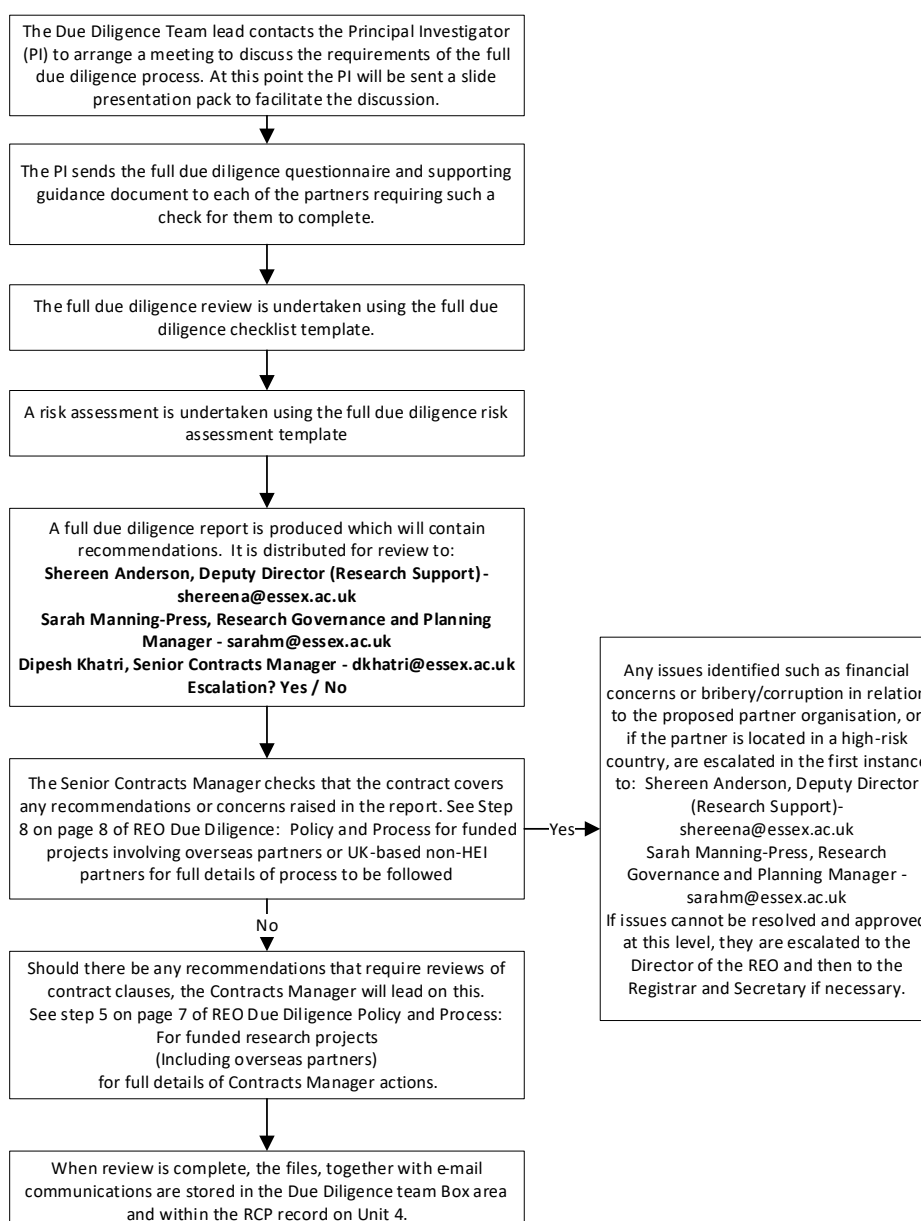 The Due Diligence Team lead contacts the Principal Investigator
(PI) to arrange a meeting to discuss the requirements of the full
due diligence process. At this point the PI will be sent a slide
presentation pack to facilitate the discussion.
The PI sends the full due diligence questionnaire and supporting
guidance document to each of the partners requiring such a
check for them to complete.
The full due diligence review is undertaken using the full due
diligence checklist template.
A risk assessment is undertaken using the full due diligence risk
assessment template
A full due diligence report is produced which will contain
recommendations. It is distributed for review to:
Shereen Anderson, Deputy Director (Research Support) -
shereena@essex.ac.uk
Sarah Manning-Press, Research Governance and Planning
Manager - sarahm@essex.ac.uk
Dipesh Khatri, Senior Contracts Manager - dkhatri@essex.ac.uk
Escalation? Yes / No
The Senior Contracts Manager checks that the contract covers
any recommendations or concerns raised in the report. See Step
8 on page 8 of REO Due Diligence: Policy and Process for funded
projects involving overseas partners or UK-based non-HEI
partners for full details of process to be followed
Yes
Any issues identified such as financial
concerns or bribery/corruption in relation
to the proposed partner organisation, or
if the partner is located in a high-risk
country, are escalated in the first instance
to: Shereen Anderson, Deputy Director
(Research Support)-
shereena@essex.ac.uk
Sarah Manning-Press, Research
Governance and Planning Manager -
sarahm@essex.ac.uk
If issues cannot be resolved and approved
at this level, they are escalated to the
Director of the REO and then to the
Registrar and Secretary if necessary.
No
Should there be any recommendations that require reviews of
contract clauses, the Contracts Manager will lead on this.
See step 5 on page 7 of REO Due Diligence Policy and Process:
For funded research projects
(Including overseas partners)
for full details of Contracts Manager actions.
When review is complete, the files, together with e-mail
communications are stored in the Due Diligence team Box area
and within the RCP record on Unit 4.